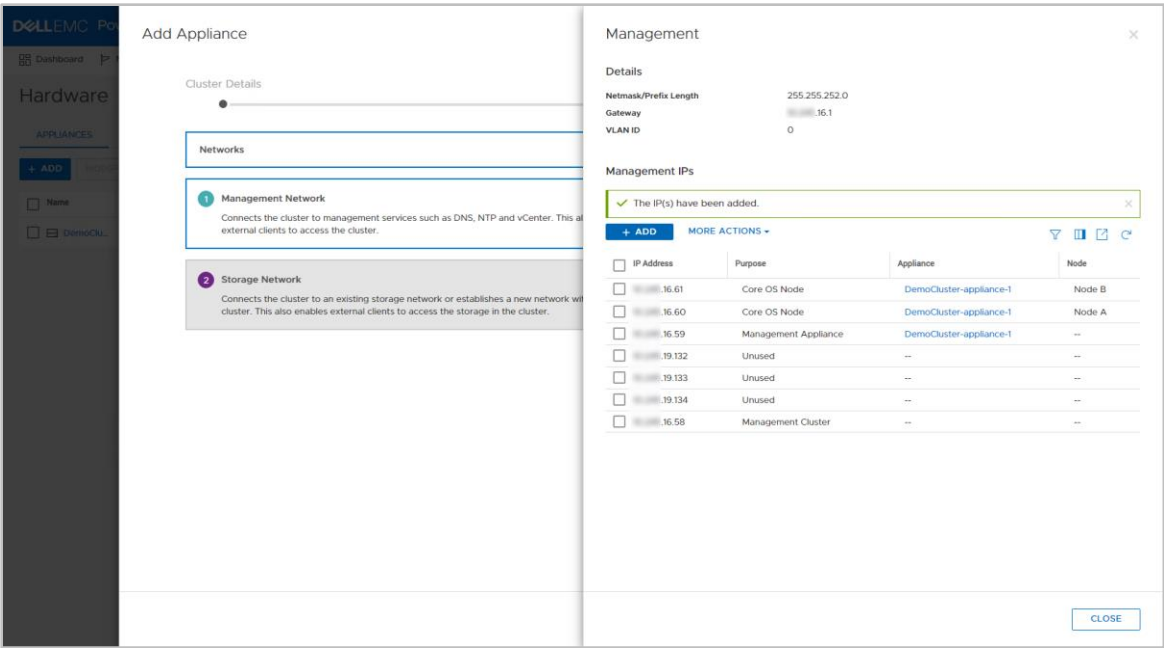 DELLEMC
Dashboard
Hardware
APPLIANCES
+ ADD
Name
DemoClu...
Add Appliance
Cluster Details
Networks
1 Management Network
Connects the cluster to management services such as DNS, NTP and vCenter. This
external clients to access the cluster.
2 Storage Network
Connects the cluster to an existing storage network or establishes a new network
cluster. This also enables external clients to access the storage in the cluster.
Management
Details
Netmask/Prefix Length 255.255.252.0
Gateway .16.1
VLAN ID 0
Management IPs
The IP(s) have been added.
+ ADD MORE ACTIONS
IP Address Purpose Appliance Node
.16.61 Core OS Node DemoCluster-appliance-1 Node B
.16.60 Core OS Node DemoCluster-appliance-1 Node A
.16.59 Management Appliance DemoCluster-appliance-1 --
.19.132 Unused -- --
.19.133 Unused -- --
.19.134 Unused -- --
.16.58 Management Cluster -- --
CLOSE